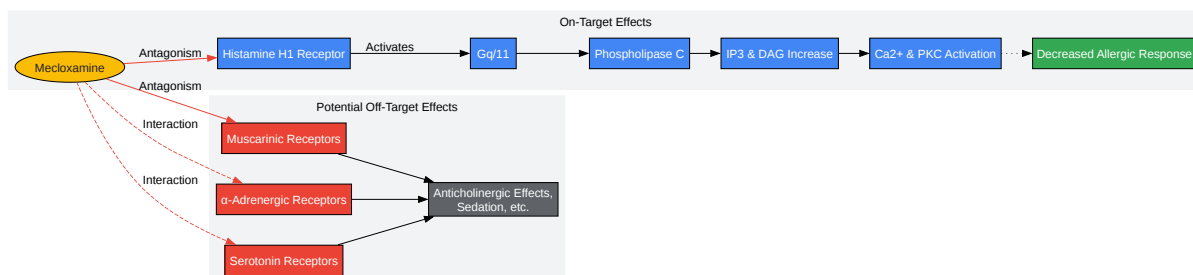 On-Target Effects
Mecloxamine
Antagonism
Histamine H1 Receptor
Activates
Gq/11
Phospholipase C
IP3 & DAG Increase
Ca2+ & PKC Activation
Decreased Allergic Response
Antagonism
Potential Off-Target Effects
Interaction
Muscarinic Receptors
Interaction
α-Adrenergic Receptors
Anticholinergic Effects,
Sedation, etc.
Serotonin Receptors